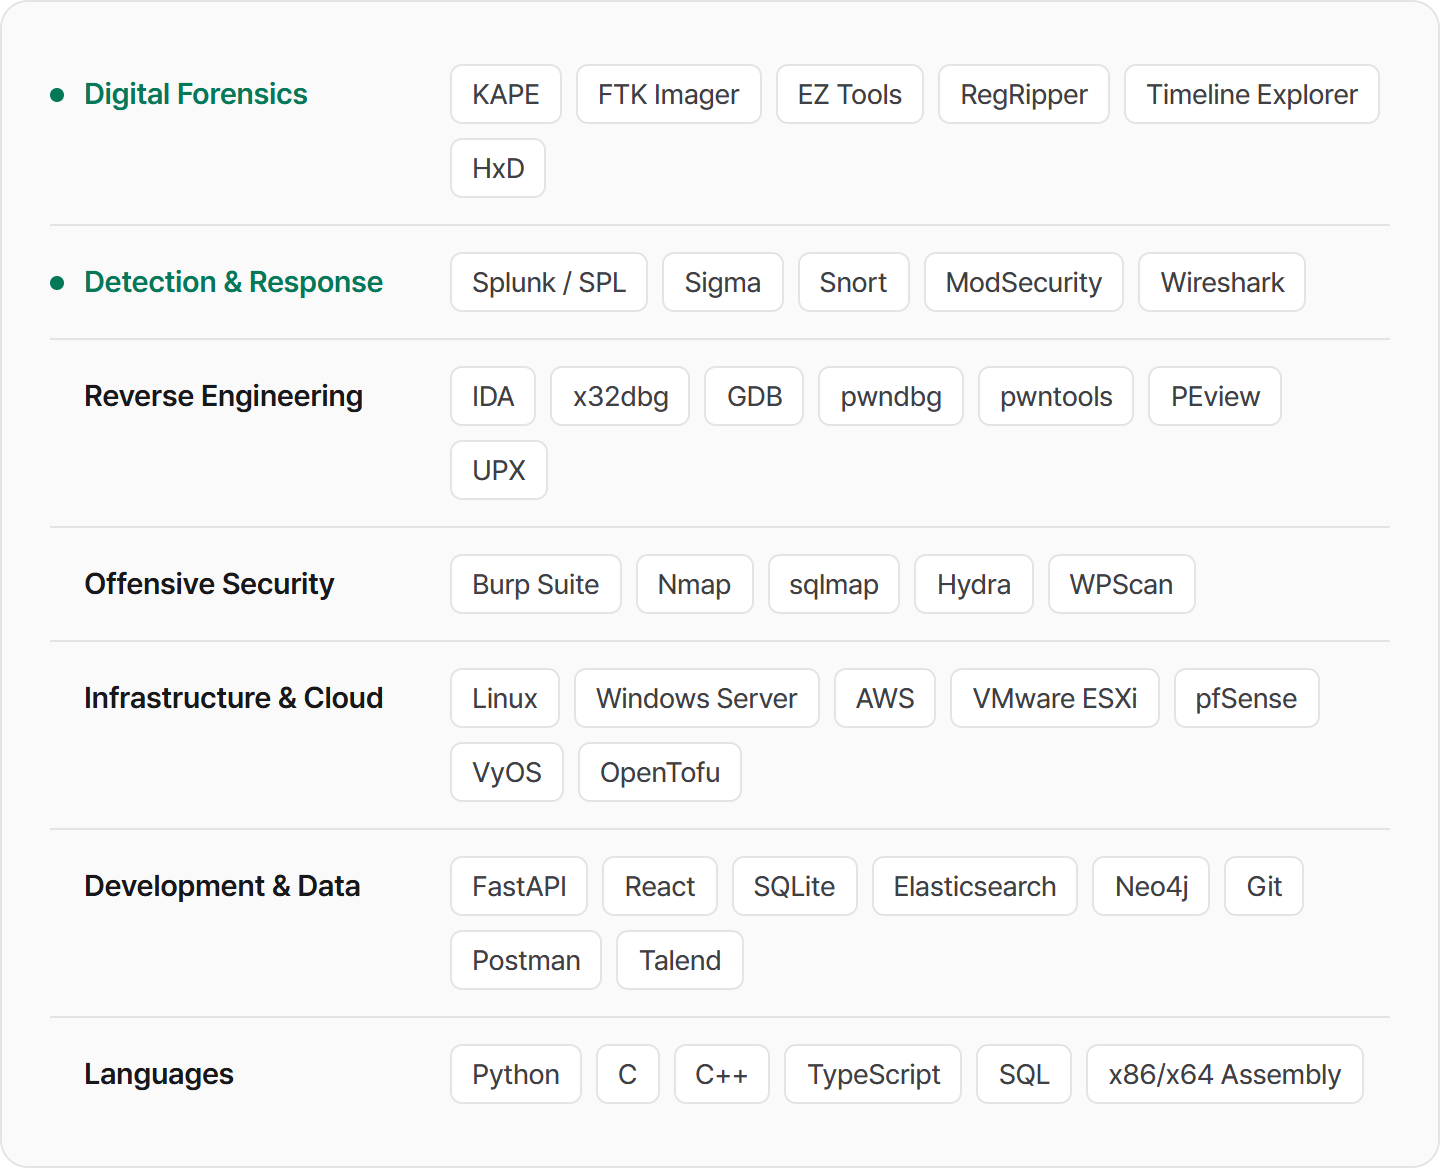 Digital Forensics KAPE FTK Imager EZ Tools RegRipper Timeline Explorer
HxD
Detection & Response Splunk / SPL Sigma Snort ModSecurity Wireshark
Reverse Engineering IDA x32dbg GDB pwndbg pwntools PEview
UPX
Offensive Security Burp Suite Nmap sqlmap Hydra WPScan
Infrastructure & Cloud Linux Windows Server AWS VMware ESXi pfSense
VyOS OpenTofu
Development & Data FastAPI React SQLite Elasticsearch Neo4j Git
Postman Talend
Languages Python C C++ TypeScript SQL x86/x64 Assembly